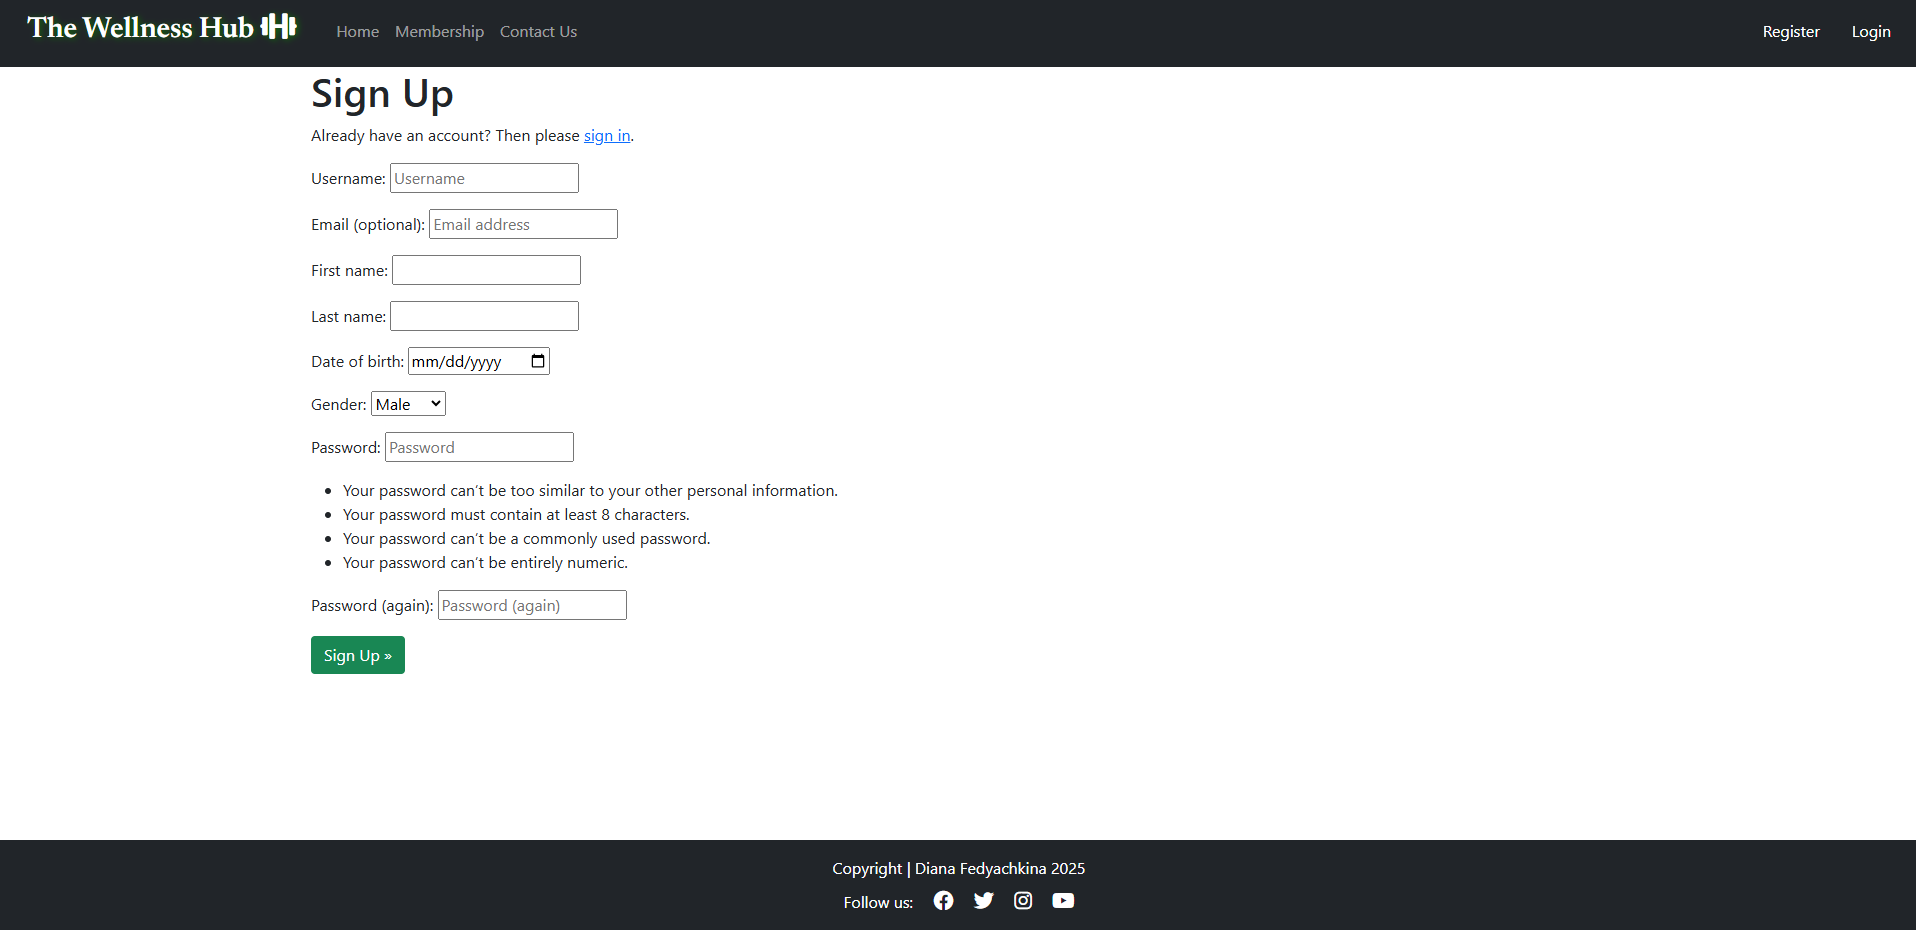 The Wellness Hub
Home Membership Contact Us
Register Login
Sign Up
Already have an account? Then please sign in.
Username: Username
Email (optional): Email address
First name:
Last name:
Date of birth: mm/dd/yyyy
Gender: Male
Password: Password
Your password can’t be too similar to your other personal information.
Your password must contain at least 8 characters.
Your password can’t be a commonly used password.
Your password can’t be entirely numeric.
Password (again): Password (again)
Sign Up »
Copyright | Diana Fedyachkina 2025
Follow us: